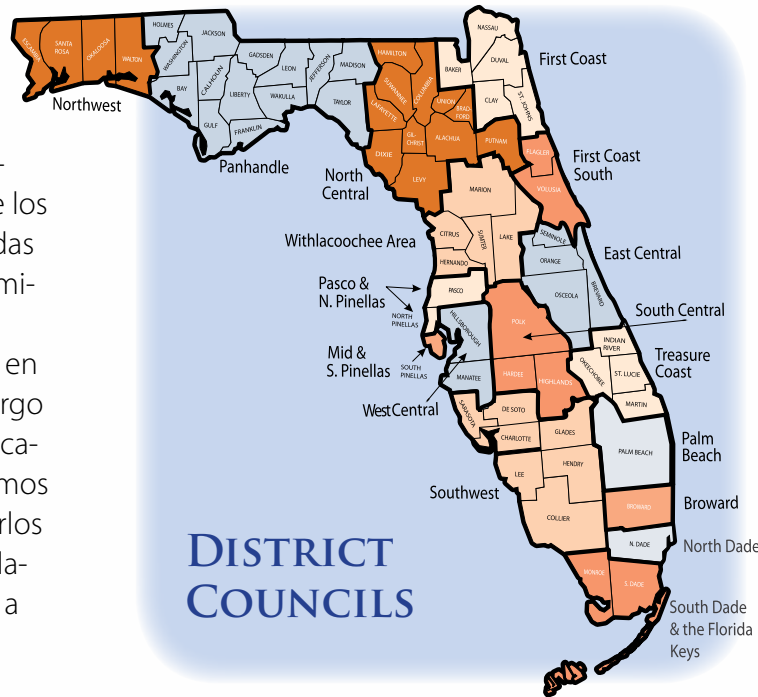 -
e los
das
mi-
en
rgo
ca-
mos
rlos
la-
a
ESCAMBIA
SANTA
ROSA
OKALOOSA
WALTON
Northwest
HOLMES
WASHINGTON
JACKSON
BAY
CALHOUN
GULF
LIBERTY
GADSDEN
FRANKLIN
LEON
WAKULLA
JEFFERSON
MADISON
TAYLOR
Panhandle
HAMILTON
SUWANNEE
LAFAYETTE
COLUMBIA
UNION
BRAD-
FORD
GIL-
CHRIST
ALACHUA
PUTNAM
DIXIE
LEVY
North
Central
BAKER
NASSAU
DUVAL
CLAY
ST. JOHNS
First Coast
FLAGLER
VOLUSIA
First Coast
South
MARION
CITRUS
SUMTER
LAKE
HERNANDO
Withlacoochee Area
SEMINOLE
ORANGE
OSCEOLA
BREVARD
East Central
PASCO
NORTH
PINELLAS
Pasco &
N. Pinellas
SOUTH
PINELLAS
Mid &
S. Pinellas
HILLSBOROUGH
MANATEE
West Central
POLK
HARDEE
HIGHLANDS
South Central
INDIAN
RIVER
OKEECHOBEE
ST. LUCIE
MARTIN
Treasure
Coast
SARASOTA
DE SOTO
CHARLOTTE
GLADES
LEE
HENDRY
COLLIER
Southwest
PALM BEACH
Palm
Beach
BROWARD
Broward
N. DADE
North Dade
MONROE
S. DADE
South Dade
& the Florida
Keys
DISTRICT
COUNCILS